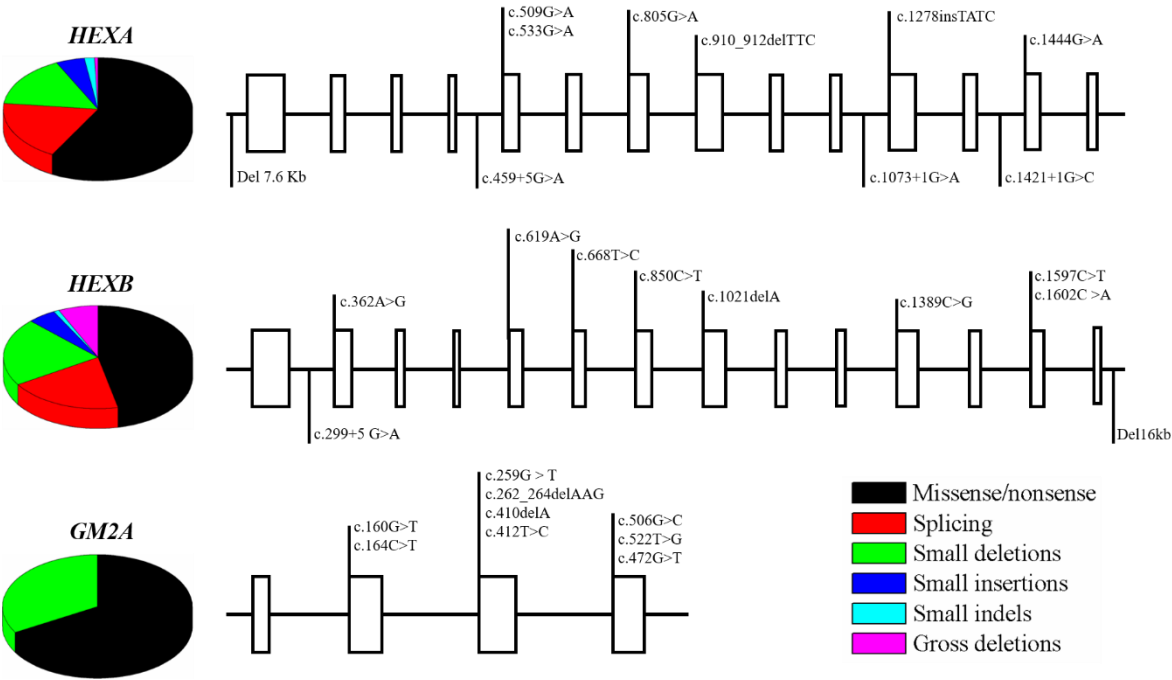 HEXA
c.509G>A
c.533G>A
c.805G>A
c.910_912delTTC
c.1278insTATC
c.1444G>A
Del 7.6 Kb
c.459+5G>A
c.1073+1G>A
c.1421+1G>C
HEXB
c.362A>G
c.619A>G
c.668T>C
c.850C>T
c.1021delA
c.1389C>G
c.1597C>T
c.1602C >A
c.299+5 G>A
Del16kb
GM2A
c.160G>T
c.164C>T
c.259G > T
c.262_264delAAG
c.410delA
c.412T>C
c.506G>C
c.522T>G
c.472G>T
Missense/nonsense
Splicing
Small deletions
Small insertions
Small indels
Gross deletions